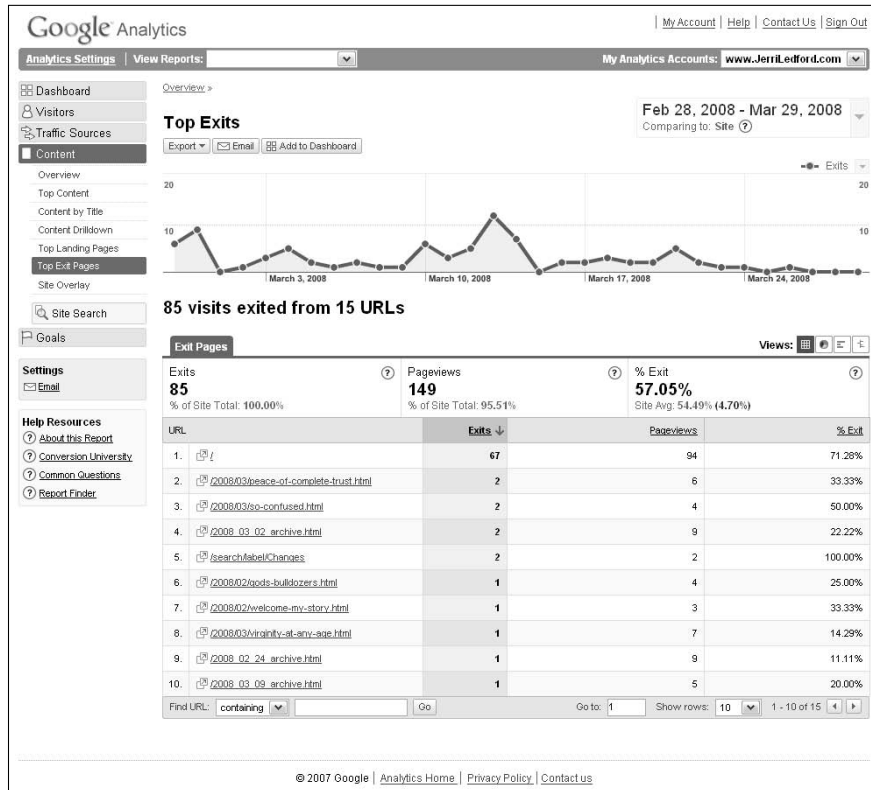 Google Analytics
My Account | Help | Contact Us | Sign Out
Analytics Settings | View Reports:
My Analytics Accounts: www.JerriLedford.com
Dashboard
Visitors
Traffic Sources
Content
Overview
Top Content
Content by Title
Content Drilldown
Top Landing Pages
Top Exit Pages
Site Overlay
Site Search
Goals
Settings
Email
Help Resources
? About this Report
? Conversion University
? Common Questions
? Report Finder
Overview »
Top Exits
Feb 28, 2008 - Mar 29, 2008
Comparing to: Site ?
Export Email Add to Dashboard
Exits
20 20
10 10
March 3, 2008 March 10, 2008 March 17, 2008 March 24, 2008
85 visits exited from 15 URLs
Exit Pages
Views:
Exits ? Pageviews ? % Exit ?
85 149 57.05%
% of Site Total: 100.00% % of Site Total: 95.51% Site Avg: 54.49% (4.70%)
URL Exits ↓ Pageviews % Exit
1. / 67 94 71.28%
2. /2008/03/peace-of-complete-trust.html 2 6 33.33%
3. /2008/03/so-confused.html 2 4 50.00%
4. /2008_03_02_archive.html 2 9 22.22%
5. /search/label/Changes 2 2 100.00%
6. /2008/02/gods-bulldozers.html 1 4 25.00%
7. /2008/02/welcome-my-story.html 1 3 33.33%
8. /2008/03/virginity-at-any-age.html 1 7 14.29%
9. /2008_02_24_archive.html 1 9 11.11%
10. /2008_03_09_archive.html 1 5 20.00%
Find URL: containing Go Go to: 1 Show rows: 10 1 - 10 of 15
© 2007 Google | Analytics Home | Privacy Policy | Contact us